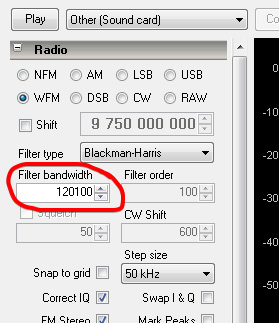 Play Other (Sound card) Co
Radio
NFM AM LSB USB
WFM DSB CW RAW
Shift 9 750 000 000
Filter type Blackman-Harris
Filter bandwidth Filter order
120100 100
Squelch CW Shift
50 600
Step size
Snap to grid 50 kHz
Correct IQ Swap I & Q
FM Stereo Mark Peaks
0
-10
-20
-30
-40
-50